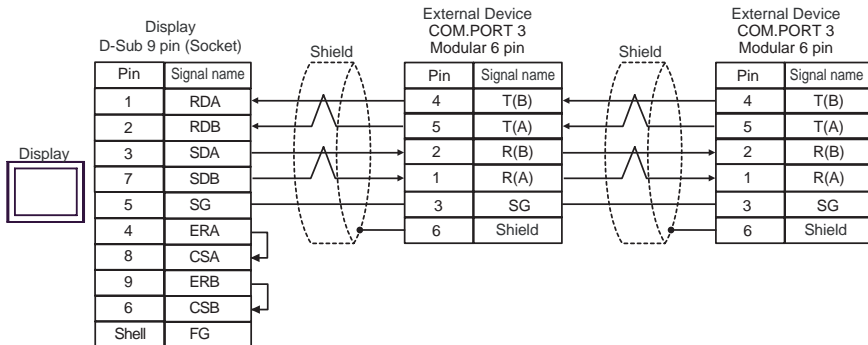 Display
D-Sub 9 pin (Socket)
Pin Signal name
1 RDA
2 RDB
3 SDA
7 SDB
5 SG
4 ERA
8 CSA
9 ERB
6 CSB
Shell FG
Display
Shield
External Device
COM.PORT 3
Modular 6 pin
Pin Signal name
4 T(B)
5 T(A)
2 R(B)
1 R(A)
3 SG
6 Shield
Shield
External Device
COM.PORT 3
Modular 6 pin
Pin Signal name
4 T(B)
5 T(A)
2 R(B)
1 R(A)
3 SG
6 Shield